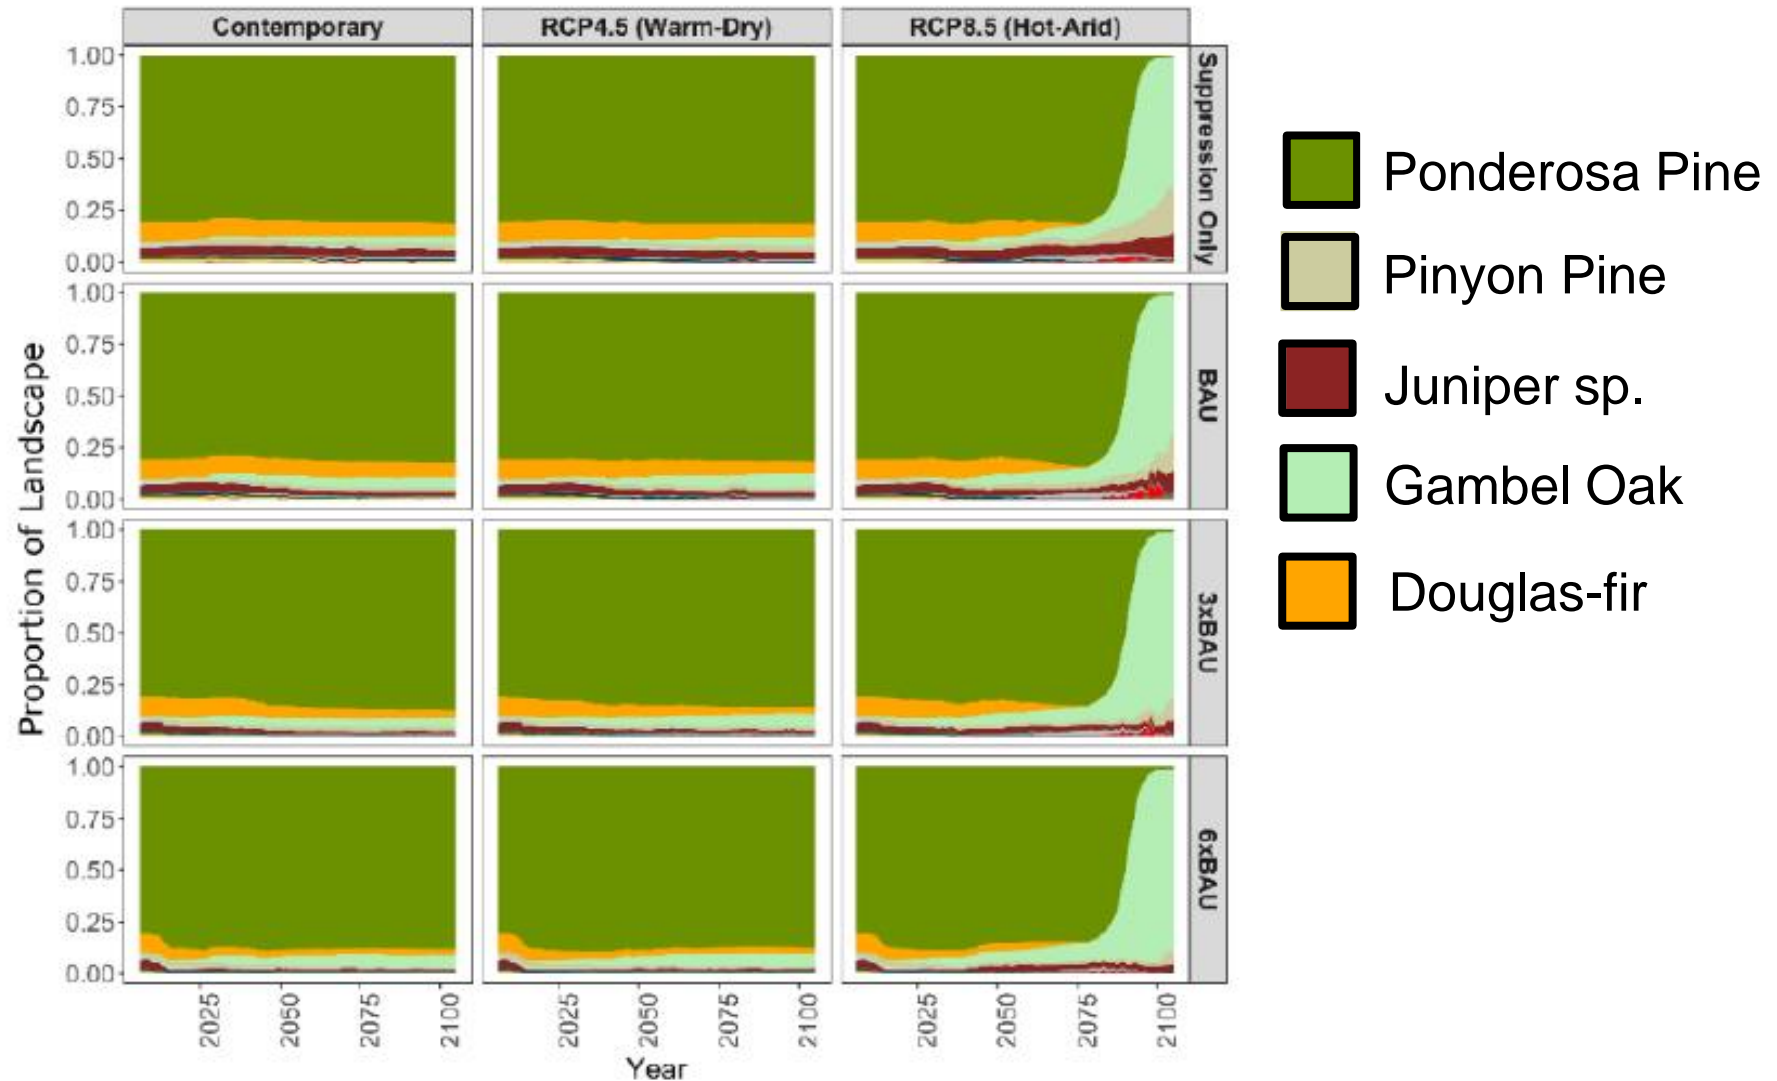 Contemporary
RCP4.5 (Warm-Dry)
RCP8.5 (Hot-Arid)
Proportion of Landscape
1.00
0.75
0.50
0.25
0.00
Suppression Only
1.00
0.75
0.50
0.25
0.00
BAU
1.00
0.75
0.50
0.25
0.00
3xBAU
1.00
0.75
0.50
0.25
0.00
6xBAU
2025 2050 2075 2100
2025 2050 2075 2100
2025 2050 2075 2100
Year
Ponderosa Pine
Pinyon Pine
Juniper sp.
Gambel Oak
Douglas-fir